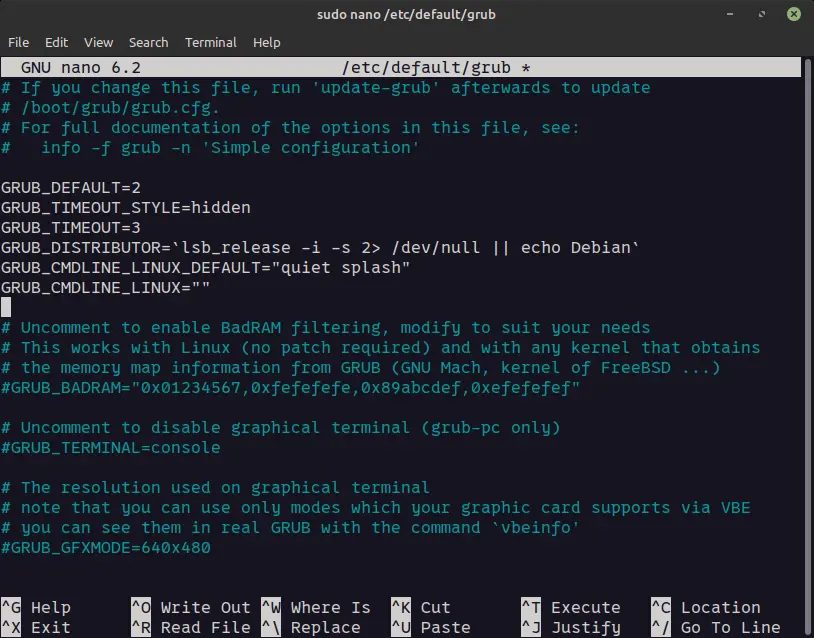 sudo nano /etc/default/grub
File Edit View Search Terminal Help
GNU nano 6.2 /etc/default/grub *
# If you change this file, run 'update-grub' afterwards to update
# /boot/grub/grub.cfg.
# For full documentation of the options in this file, see:
#   info -f grub -n 'Simple configuration'
GRUB_DEFAULT=2
GRUB_TIMEOUT_STYLE=hidden
GRUB_TIMEOUT=3
GRUB_DISTRIBUTOR=`lsb_release -i -s 2> /dev/null || echo Debian`
GRUB_CMDLINE_LINUX_DEFAULT="quiet splash"
GRUB_CMDLINE_LINUX=""
# Uncomment to enable BadRAM filtering, modify to suit your needs
# This works with Linux (no patch required) and with any kernel that obtains
# the memory map information from GRUB (GNU Mach, kernel of FreeBSD ...)
#GRUB_BADRAM="0x01234567,0xfefefefe,0x89abcdef,0xefefefef"
# Uncomment to disable graphical terminal (grub-pc only)
#GRUB_TERMINAL=console
# The resolution used on graphical terminal
# note that you can use only modes which your graphic card supports via VBE
# you can see them in real GRUB with the command `vbeinfo'
#GRUB_GFXMODE=640x480
^G Help ^O Write Out ^W Where Is ^K Cut ^T Execute ^C Location
^X Exit ^R Read File ^\ Replace ^U Paste ^J Justify ^/ Go To Line